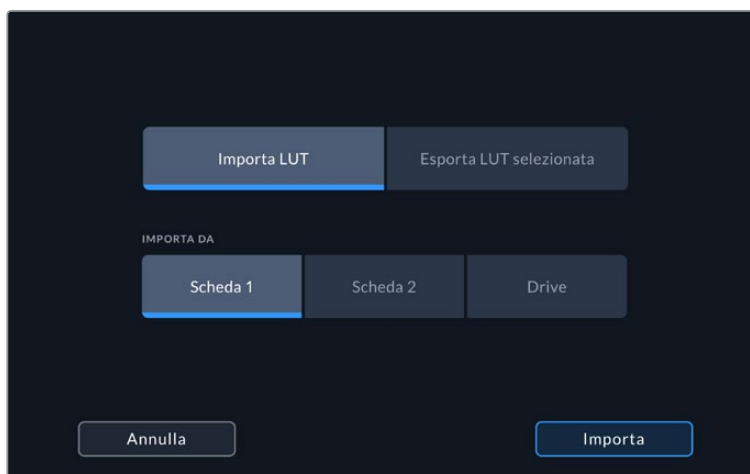 Importa LUT Esporta LUT selezionata
IMPORTA DA
Scheda 1 Scheda 2 Drive
Annulla Importa